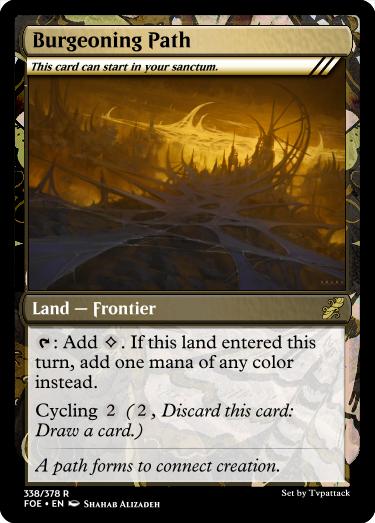 Burgeoning Path
This card can start in your sanctum.
Land — Frontier
: Add . If this land entered this
turn, add one mana of any color
instead.
Cycling 2 (2, Discard this card:
Draw a card.)
A path forms to connect creation.
338/378 R
Set by Tvpattack
FOE • EN Shahab Alizadeh